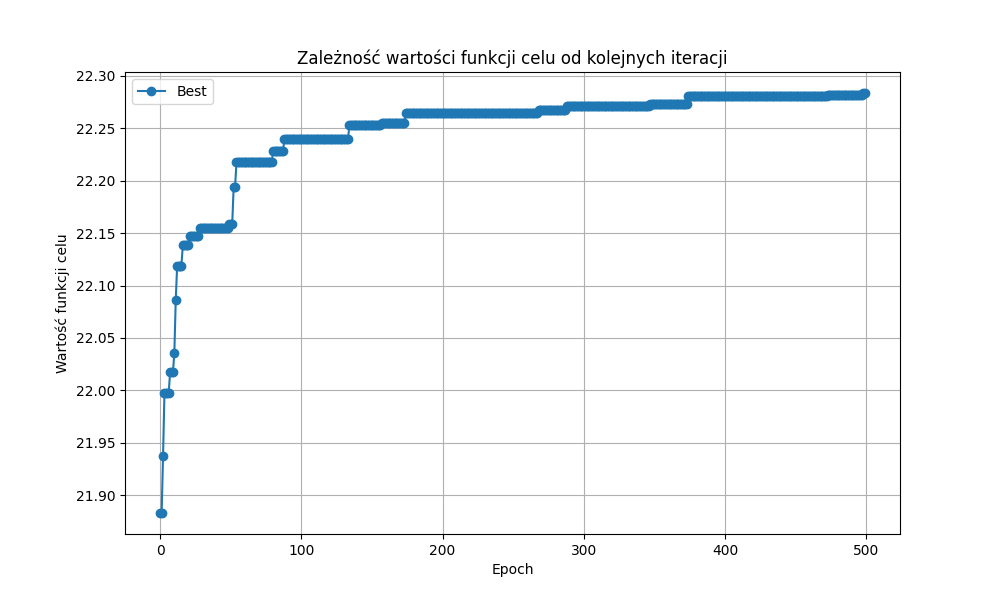 Zależność wartości funkcji celu od kolejnych iteracji
Best
Wartość funkcji celu
22.30
22.25
22.20
22.15
22.10
22.05
22.00
21.95
21.90
0 100 200 300 400 500
Epoch